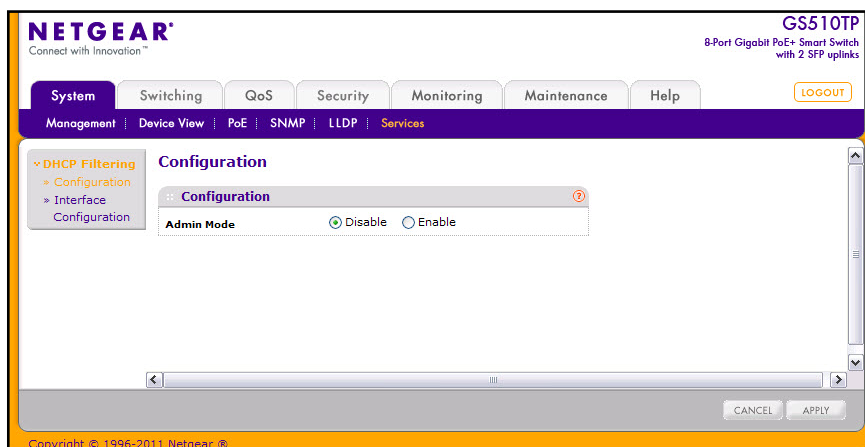 NETGEAR®
Connect with Innovation™
GS510TP
8-Port Gigabit PoE+ Smart Switch
with 2 SFP uplinks
System Switching QoS Security Monitoring Maintenance Help LOGOUT
Management Device View PoE SNMP LLDP Services
DHCP Filtering
» Configuration
» Interface
Configuration
Configuration
Configuration ?
Admin Mode Disable Enable
CANCEL APPLY
Copyright © 1996-2011 Netgear ®